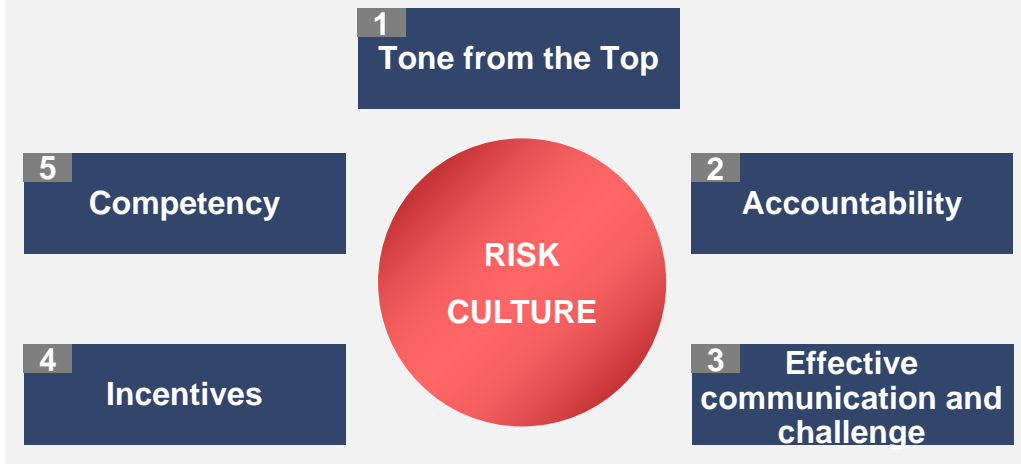 1
Tone from the Top
5
Competency
2
Accountability
RISK
CULTURE
4
Incentives
3
Effective
communication and
challenge